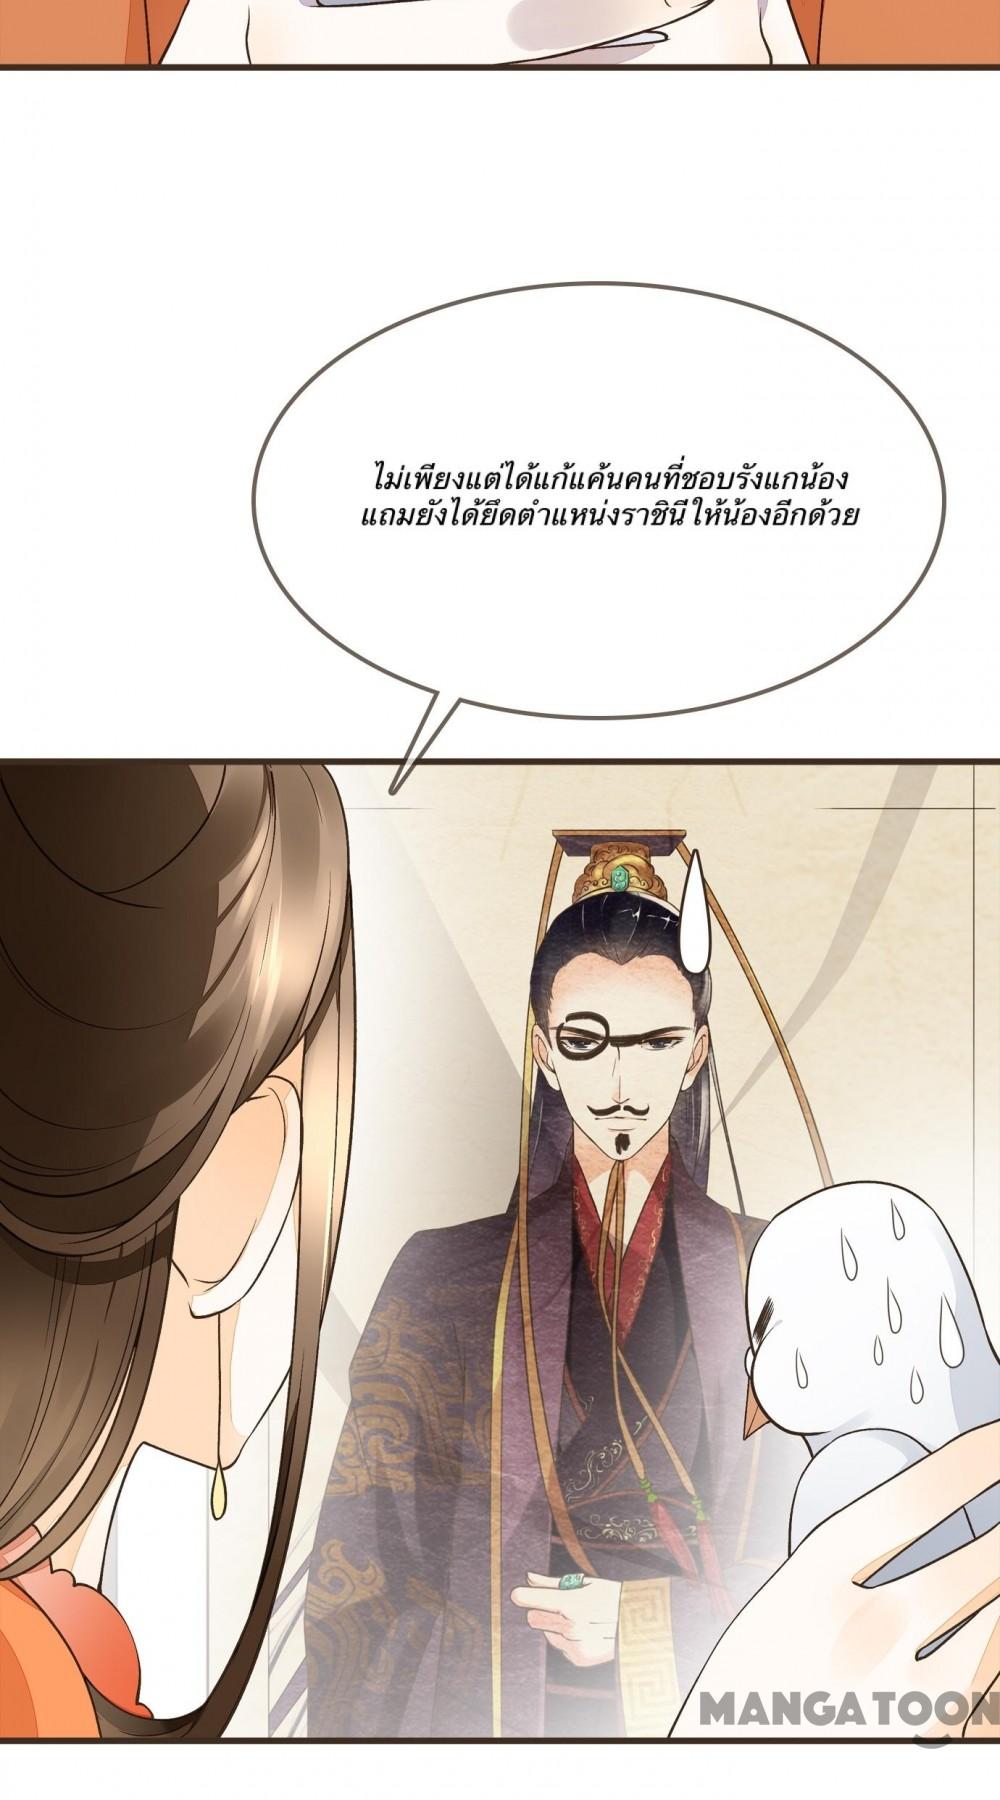 ไม่เพียงแต่ได้แก้แค้นคนที่ชอบรังแกน้อง
แถมยังได้ยึดตำแหน่งราชินีให้น้องอีกด้วย
MANGATOON